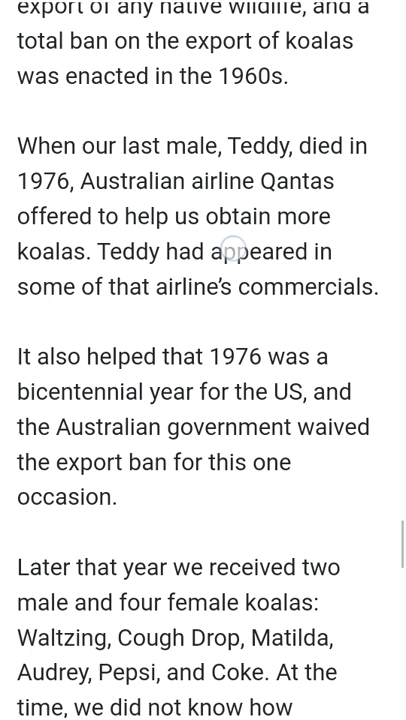 export of any native wildlife, and a
total ban on the export of koalas
was enacted in the 1960s.
When our last male, Teddy, died in
1976, Australian airline Qantas
offered to help us obtain more
koalas. Teddy had appeared in
some of that airline’s commercials.
It also helped that 1976 was a
bicentennial year for the US, and
the Australian government waived
the export ban for this one
occasion.
Later that year we received two
male and four female koalas:
Waltzing, Cough Drop, Matilda,
Audrey, Pepsi, and Coke. At the
time, we did not know how